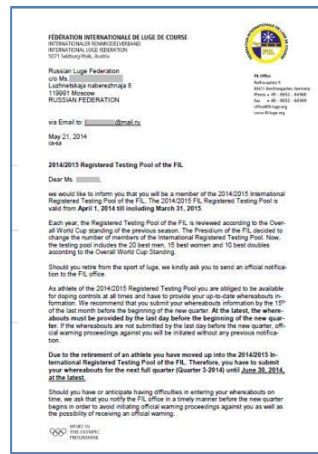 FÉDÉRATION INTERNATIONALE DE LUGE DE COURSE
INTERNATIONALER RENNRODELVERBAND
INTERNATIONAL LUGE FEDERATION
5071 Salzburg-Wals, Austria
Russian Luge Federation
c/o Ms.
Luzhnetskaja naberezhnaja 8
119991 Moscow
RUSSIAN FEDERATION
FIL Office
Rathausplatz 9
83471 Berchtesgaden, Germany
office@fil-luge.org
www.fil-luge.org
via Email to: @mail.ru
May 21, 2014
2014/2015 Registered Testing Pool of the FIL
Dear Ms.
we would like to inform you that you will be a member of the 2014/2015 International
Registered Testing Pool of the FIL. The 2014/2015 FIL Registered Testing Pool is
valid from April 1, 2014 till including March 31, 2015.
Each year, the Registered Testing Pool of the FIL is reviewed according to the Over-
all World Cup standing of the previous season. The Presidium of the FIL decided to
change the number of members of the International Registered Testing Pool. Now,
the testing pool includes the 20 best men, 15 best women and 10 best doubles
according to the Overall World Cup Standing.
Should you retire from the sport of luge, we kindly ask you to send an official notifica-
tion to the FIL office.
As athlete of the 2014/2015 Registered Testing Pool you are obliged to be available
for doping controls at all times and have to provide your up-to-date whereabouts in-
formation. We recommend that you submit your whereabouts information by the 15th
of the last month before the beginning of the new quarter. At the latest, the where-
abouts must be provided by the last day before the beginning of the new quar-
ter. If the whereabouts are not submitted by the last day before the new quarter, offi-
cial warning proceedings against you will be initiated without any previous notifica-
tion.
Due to the retirement of an athlete you have moved up into the 2014/2015 In-
ternational Registered Testing Pool of the FIL. Therefore, you have to submit
your whereabouts for the next full quarter (Quarter 3-2014) until June 30, 2014,
at the latest.
Should you have or anticipate having difficulties in entering your whereabouts on
time, we ask that you notify the FIL office in a timely manner before the new quarter
begins in order to avoid initiating official warning proceedings against you as well as
the possibility of receiving an official warning.
SPORT IN
THE OLYMPIC
PROGRAMME